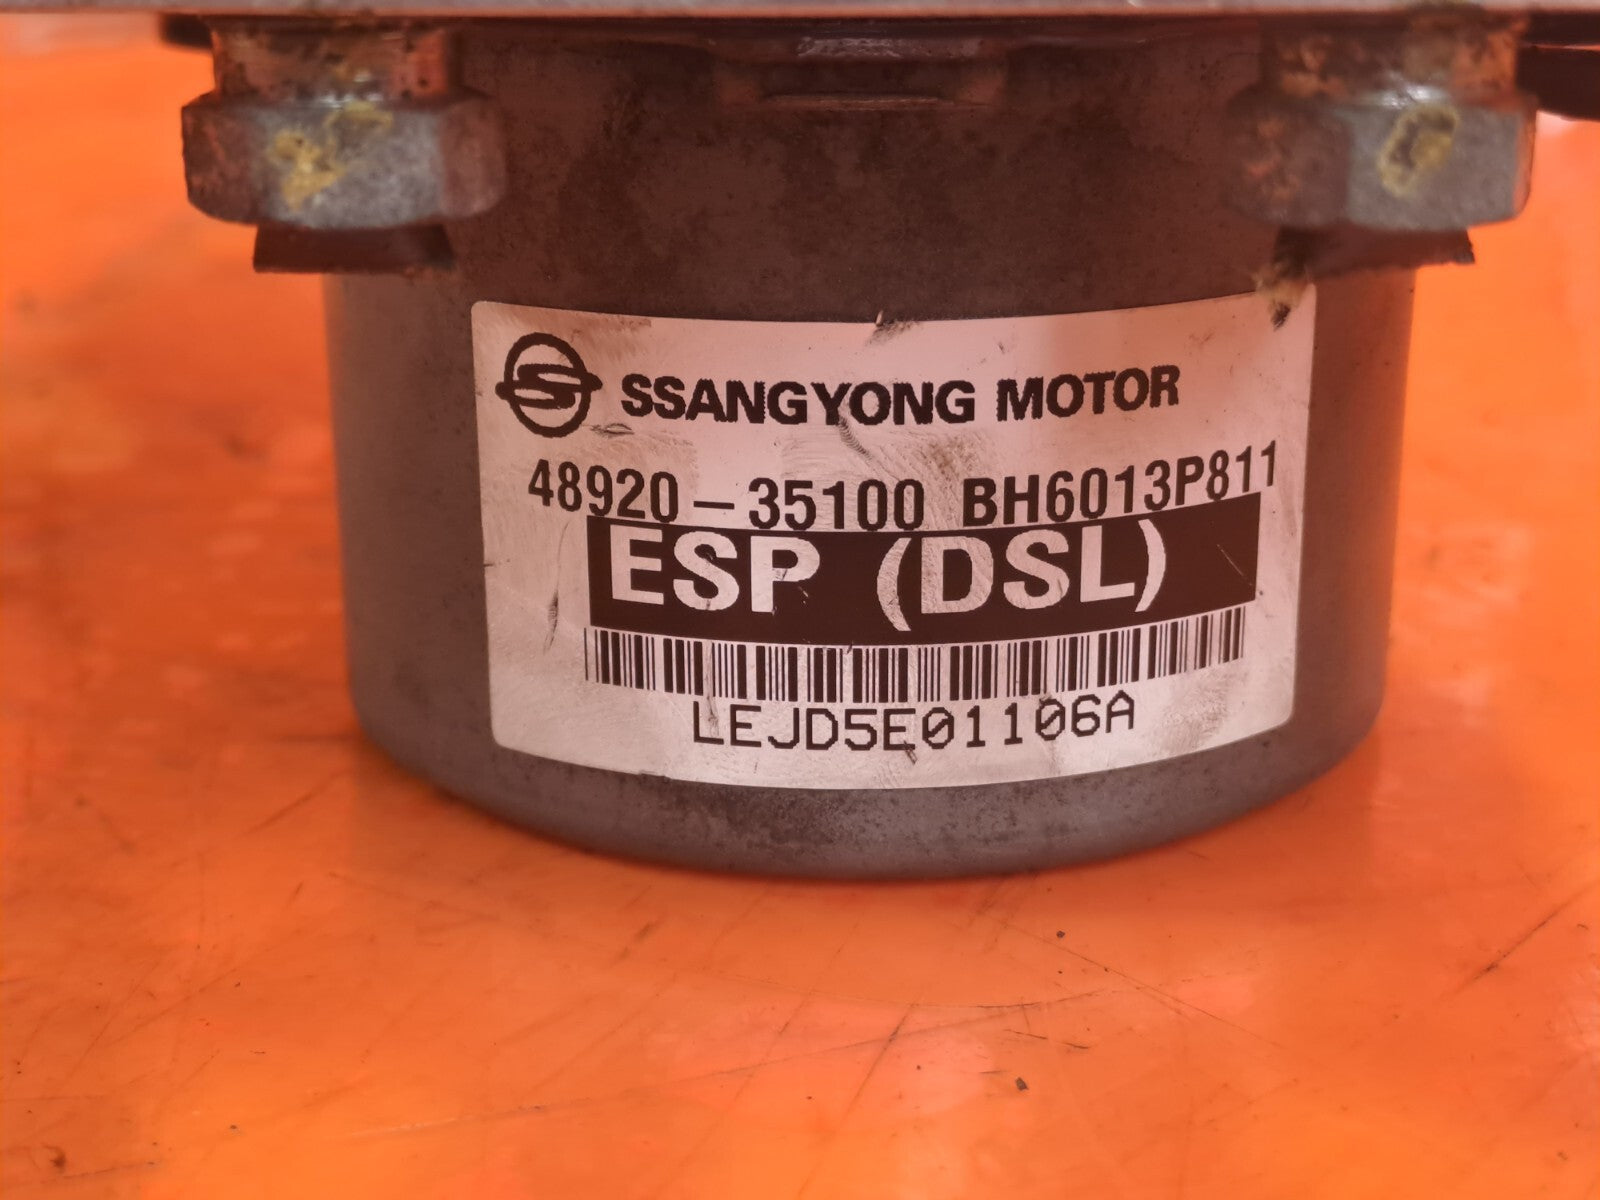 SSANGYONG MOTOR
48920-35100 BH6013P811
ESP (DSL)
LEJD5E01106A